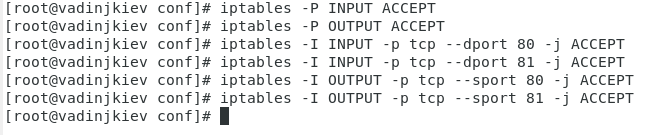 [root@vadinjkiev conf]# iptables -P INPUT ACCEPT
[root@vadinjkiev conf]# iptables -P OUTPUT ACCEPT
[root@vadinjkiev conf]# iptables -I INPUT -p tcp --dport 80 -j ACCEPT
[root@vadinjkiev conf]# iptables -I INPUT -p tcp --dport 81 -j ACCEPT
[root@vadinjkiev conf]# iptables -I OUTPUT -p tcp --sport 80 -j ACCEPT
[root@vadinjkiev conf]# iptables -I OUTPUT -p tcp --sport 81 -j ACCEPT
[root@vadinjkiev conf]#